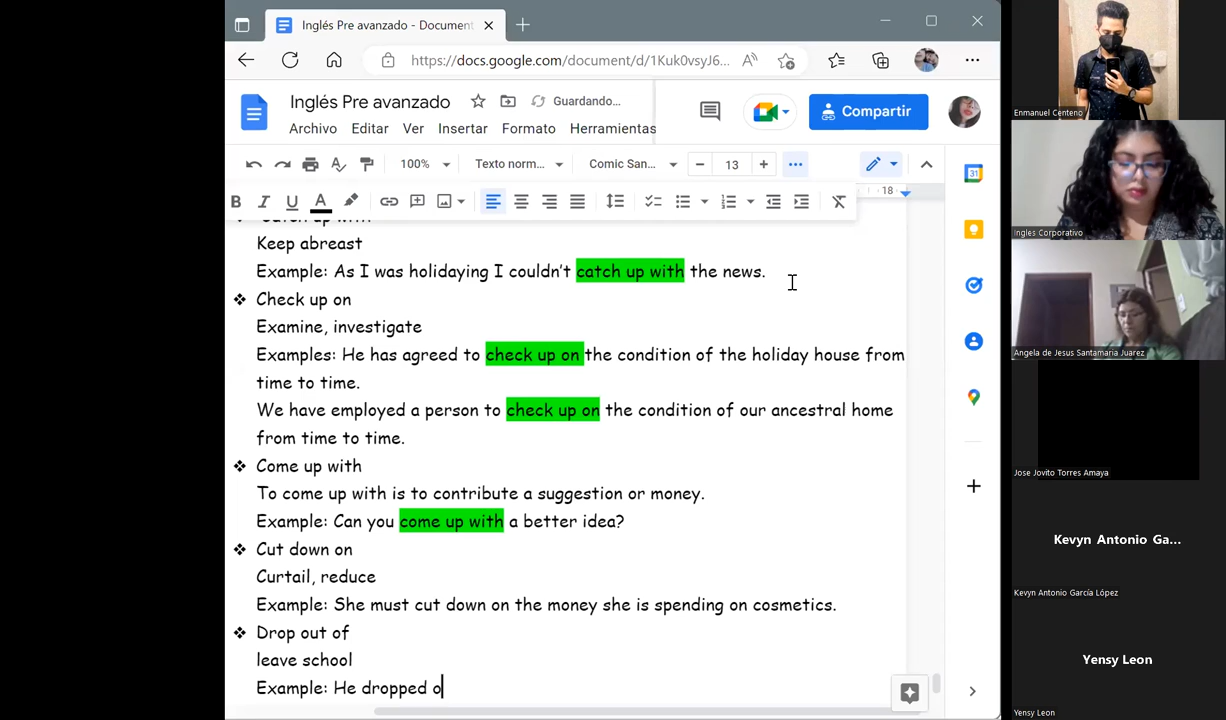 Inglés Pre avanzado - Document
https://docs.google.com/document/d/1Kuk0vsyJ6...
Inglés Pre avanzado
Guardando...
Compartir
Archivo Editar Ver Insertar Formato Herramientas
100% Texto norm... Comic San... 13
18
Catch up with
Keep abreast
Example: As I was holidaying I couldn't catch up with the news.
❖ Check up on
Examine, investigate
Examples: He has agreed to check up on the condition of the holiday house from
time to time.
We have employed a person to check up on the condition of our ancestral home
from time to time.
❖ Come up with
To come up with is to contribute a suggestion or money.
Example: Can you come up with a better idea?
❖ Cut down on
Curtail, reduce
Example: She must cut down on the money she is spending on cosmetics.
❖ Drop out of
leave school
Example: He dropped o
Enmanuel Centeno
Ingles Corporativo
Angela de Jesus Santamaria Juarez
Jose Jovito Torres Amaya
Kevyn Antonio Ga...
Kevyn Antonio García López
Yensy Leon
Yensy Leon